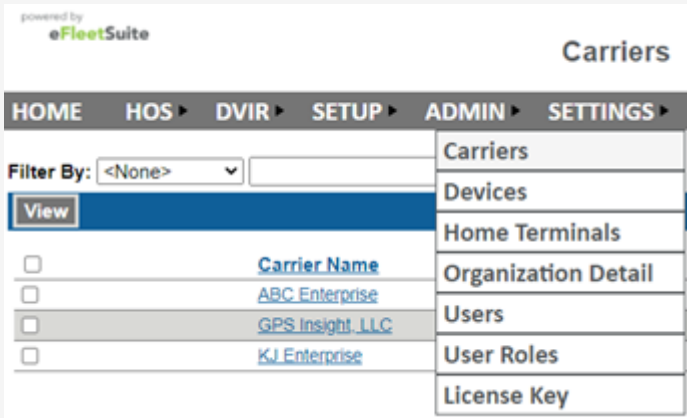 powered by
eFleetSuite
Carriers
HOME HOS DVIR SETUP ADMIN SETTINGS
Carriers
Filter By: <None>
Devices
View
Home Terminals
Carrier Name
Organization Detail
ABC Enterprise
Users
GPS Insight, LLC
User Roles
KJ Enterprise
License Key